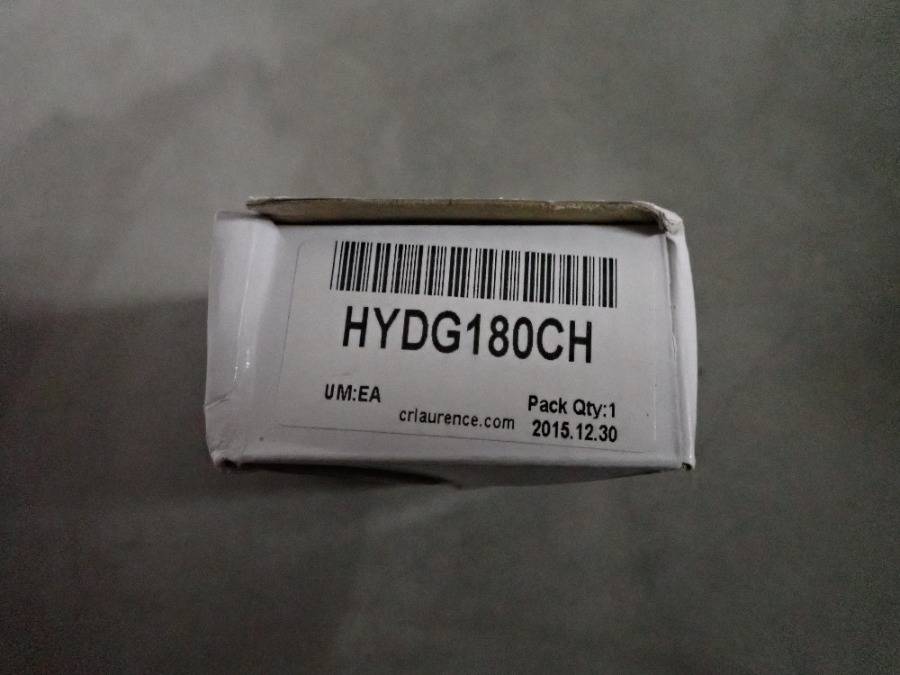 HYDG180CH
UM:EA
Pack Qty:1
crlaurence.com
2015.12.30